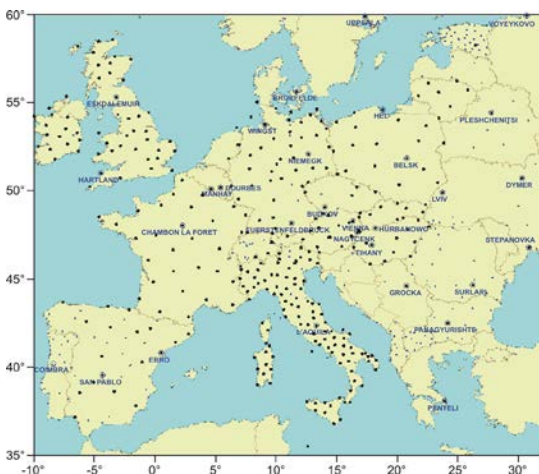 60°
UPPSALA
VOYEYKOVO
55°
ESKDALEMUIR
BRORFELDE
HEL
PLESHCHENITSI
WINGST
NIEMEGK
BELSK
HARTLAND
DOURBES
MANHAY
50°
LVIV
DYMER
BUDKOV
CHAMBON LA FORET
FUERSTENFELDBRUCK
VIENNA
HURBANOWO
NAGYCENK
STEPANOVKA
TIHANY
45°
GROCKA
SURLARI
L'AQUILA
PANAGYURISHTE
EBRO
40°
COIMBRA
SAN PABLO
PENTELI
35°
-10° -5° 0° 5° 10° 15° 20° 25° 30°